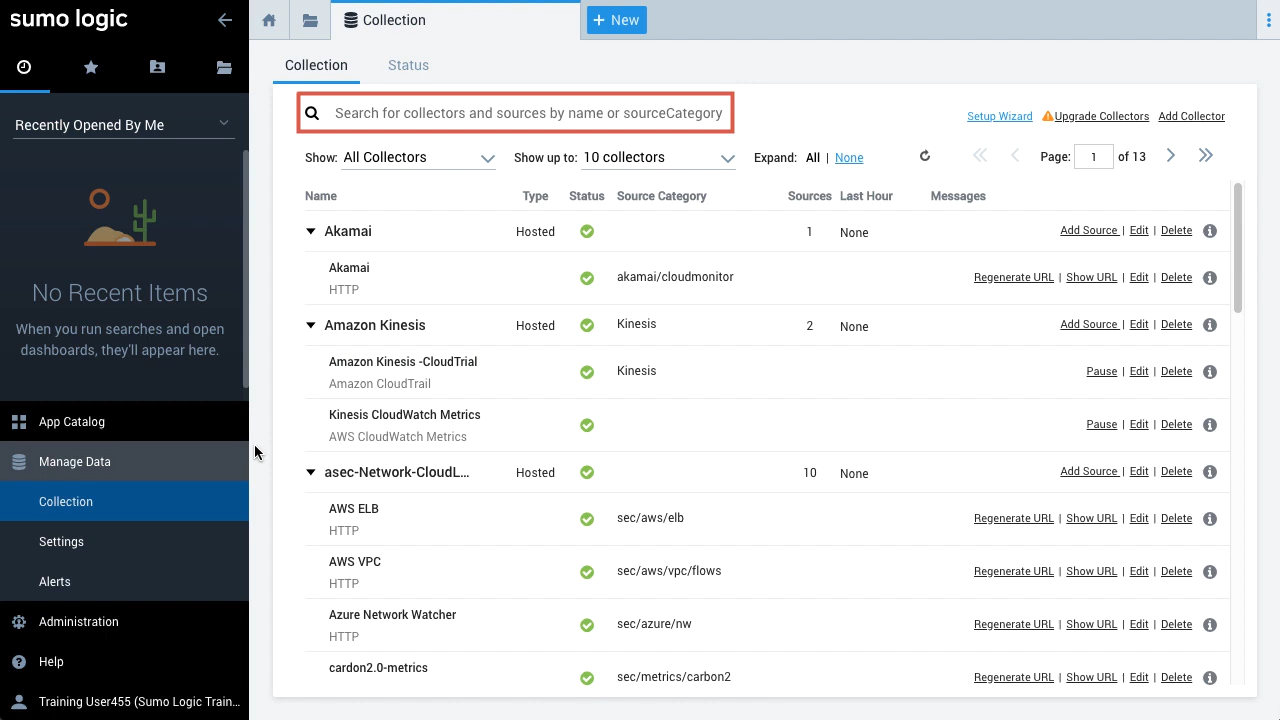 sumo logic
Recently Opened By Me
No Recent Items
When you run searches and open
dashboards, they'll appear here.
App Catalog
Manage Data
Collection
Settings
Alerts
Administration
Help
Training User455 (Sumo Logic Train...
Collection
+ New
Collection Status
Search for collectors and sources by name or sourceCategory
Setup Wizard Upgrade Collectors Add Collector
Show: All Collectors Show up to: 10 collectors Expand: All | None Page: 1 of 13
Name Type Status Source Category Sources Last Hour Messages
Akamai Hosted 1 None Add Source | Edit | Delete
Akamai
HTTP
akamai/cloudmonitor Regenerate URL | Show URL | Edit | Delete
Amazon Kinesis Hosted Kinesis 2 None Add Source | Edit | Delete
Amazon Kinesis -CloudTrial
Amazon CloudTrail
Kinesis Pause | Edit | Delete
Kinesis CloudWatch Metrics
AWS CloudWatch Metrics
Pause | Edit | Delete
asec-Network-CloudL... Hosted 10 None Add Source | Edit | Delete
AWS ELB
HTTP
sec/aws/elb Regenerate URL | Show URL | Edit | Delete
AWS VPC
HTTP
sec/aws/vpc/flows Regenerate URL | Show URL | Edit | Delete
Azure Network Watcher
HTTP
sec/azure/nw Regenerate URL | Show URL | Edit | Delete
cardon2.0-metrics
sec/metrics/carbon2 Regenerate URL | Show URL | Edit | Delete